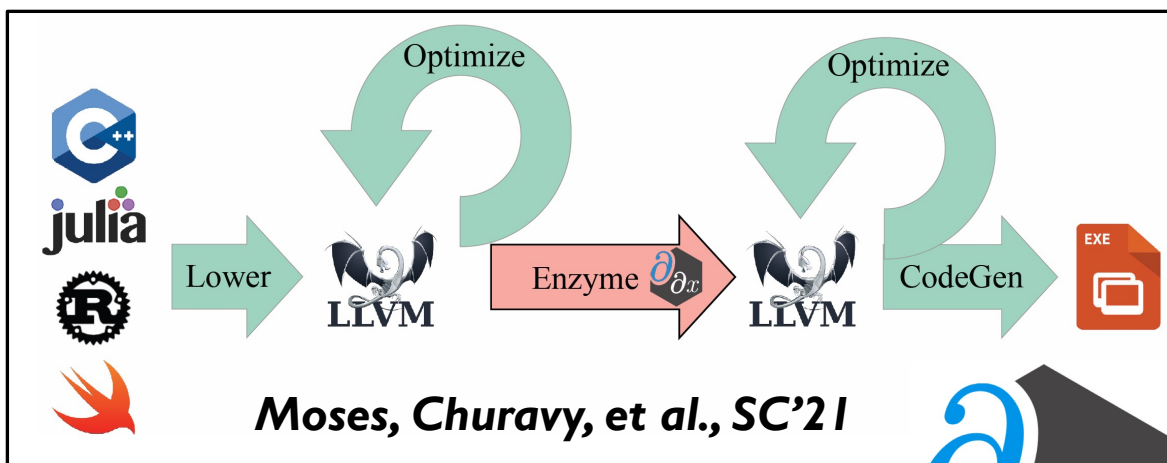 Optimize
Optimize
C++
julia
R
Lower
LLVM
Enzyme ∂ ∂x
LLVM
CodeGen
EXE
Moses, Churavy, et al., SC'21
∂